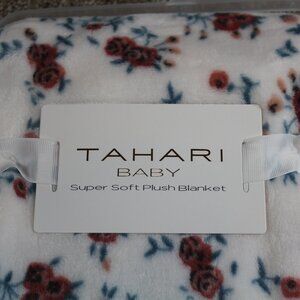 TAHARI
BABY
Super Soft Plush Blanket